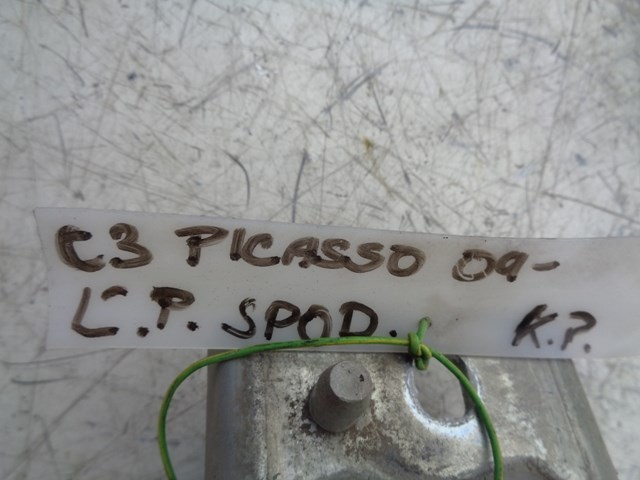 C3 PICASSO 09-
L.P. SPOD. K.P.